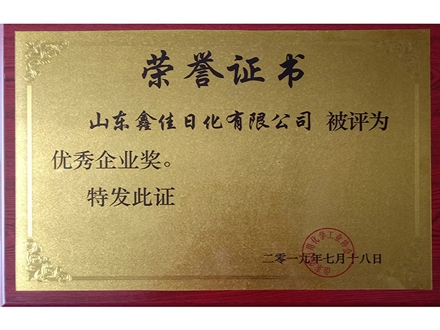 荣誉证书
山东鑫佳日化有限公司 被评为
优秀企业奖。
特发此证
二零一九年七月十八日